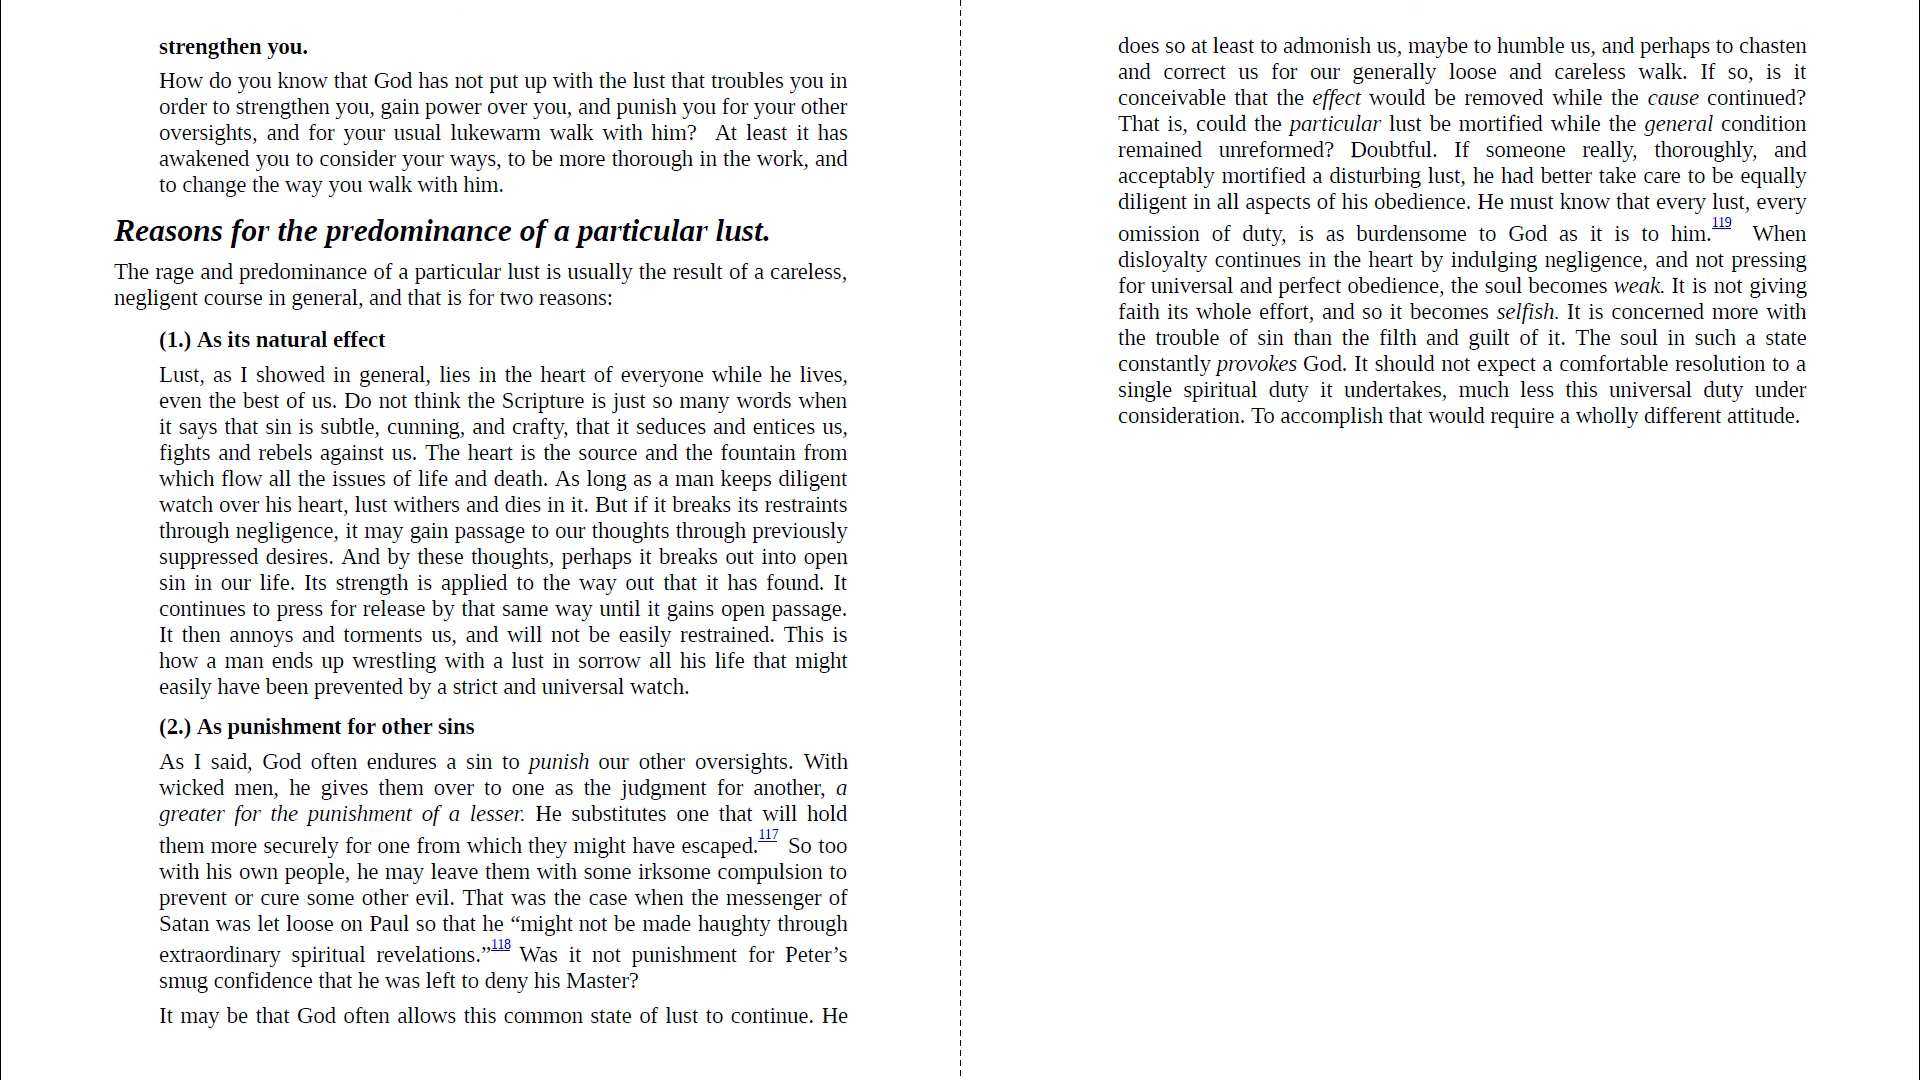 strengthen you.
How do you know that God has not put up with the lust that troubles you in
order to strengthen you, gain power over you, and punish you for your other
oversights, and for your usual lukewarm walk with him?  At least it has
awakened you to consider your ways, to be more thorough in the work, and
to change the way you walk with him.
Reasons for the predominance of a particular lust.
The rage and predominance of a particular lust is usually the result of a careless,
negligent course in general, and that is for two reasons:
(1.) As its natural effect
Lust, as I showed in general, lies in the heart of everyone while he lives,
even the best of us. Do not think the Scripture is just so many words when
it says that sin is subtle, cunning, and crafty, that it seduces and entices us,
fights and rebels against us. The heart is the source and the fountain from
which flow all the issues of life and death. As long as a man keeps diligent
watch over his heart, lust withers and dies in it. But if it breaks its restraints
through negligence, it may gain passage to our thoughts through previously
suppressed desires. And by these thoughts, perhaps it breaks out into open
sin in our life. Its strength is applied to the way out that it has found. It
continues to press for release by that same way until it gains open passage.
It then annoys and torments us, and will not be easily restrained. This is
how a man ends up wrestling with a lust in sorrow all his life that might
easily have been prevented by a strict and universal watch.
(2.) As punishment for other sins
As I said, God often endures a sin to punish our other oversights. With
wicked men, he gives them over to one as the judgment for another, a
greater for the punishment of a lesser. He substitutes one that will hold
them more securely for one from which they might have escaped.117  So too
with his own people, he may leave them with some irksome compulsion to
prevent or cure some other evil. That was the case when the messenger of
Satan was let loose on Paul so that he “might not be made haughty through
extraordinary spiritual revelations.”118 Was it not punishment for Peter’s
smug confidence that he was left to deny his Master?
It may be that God often allows this common state of lust to continue. He
does so at least to admonish us, maybe to humble us, and perhaps to chasten
and correct us for our generally loose and careless walk. If so, is it
conceivable that the effect would be removed while the cause continued?
That is, could the particular lust be mortified while the general condition
remained unreformed? Doubtful. If someone really, thoroughly, and
acceptably mortified a disturbing lust, he had better take care to be equally
diligent in all aspects of his obedience. He must know that every lust, every
omission of duty, is as burdensome to God as it is to him.119  When
disloyalty continues in the heart by indulging negligence, and not pressing
for universal and perfect obedience, the soul becomes weak. It is not giving
faith its whole effort, and so it becomes selfish. It is concerned more with
the trouble of sin than the filth and guilt of it. The soul in such a state
constantly provokes God. It should not expect a comfortable resolution to a
single spiritual duty it undertakes, much less this universal duty under
consideration. To accomplish that would require a wholly different attitude.